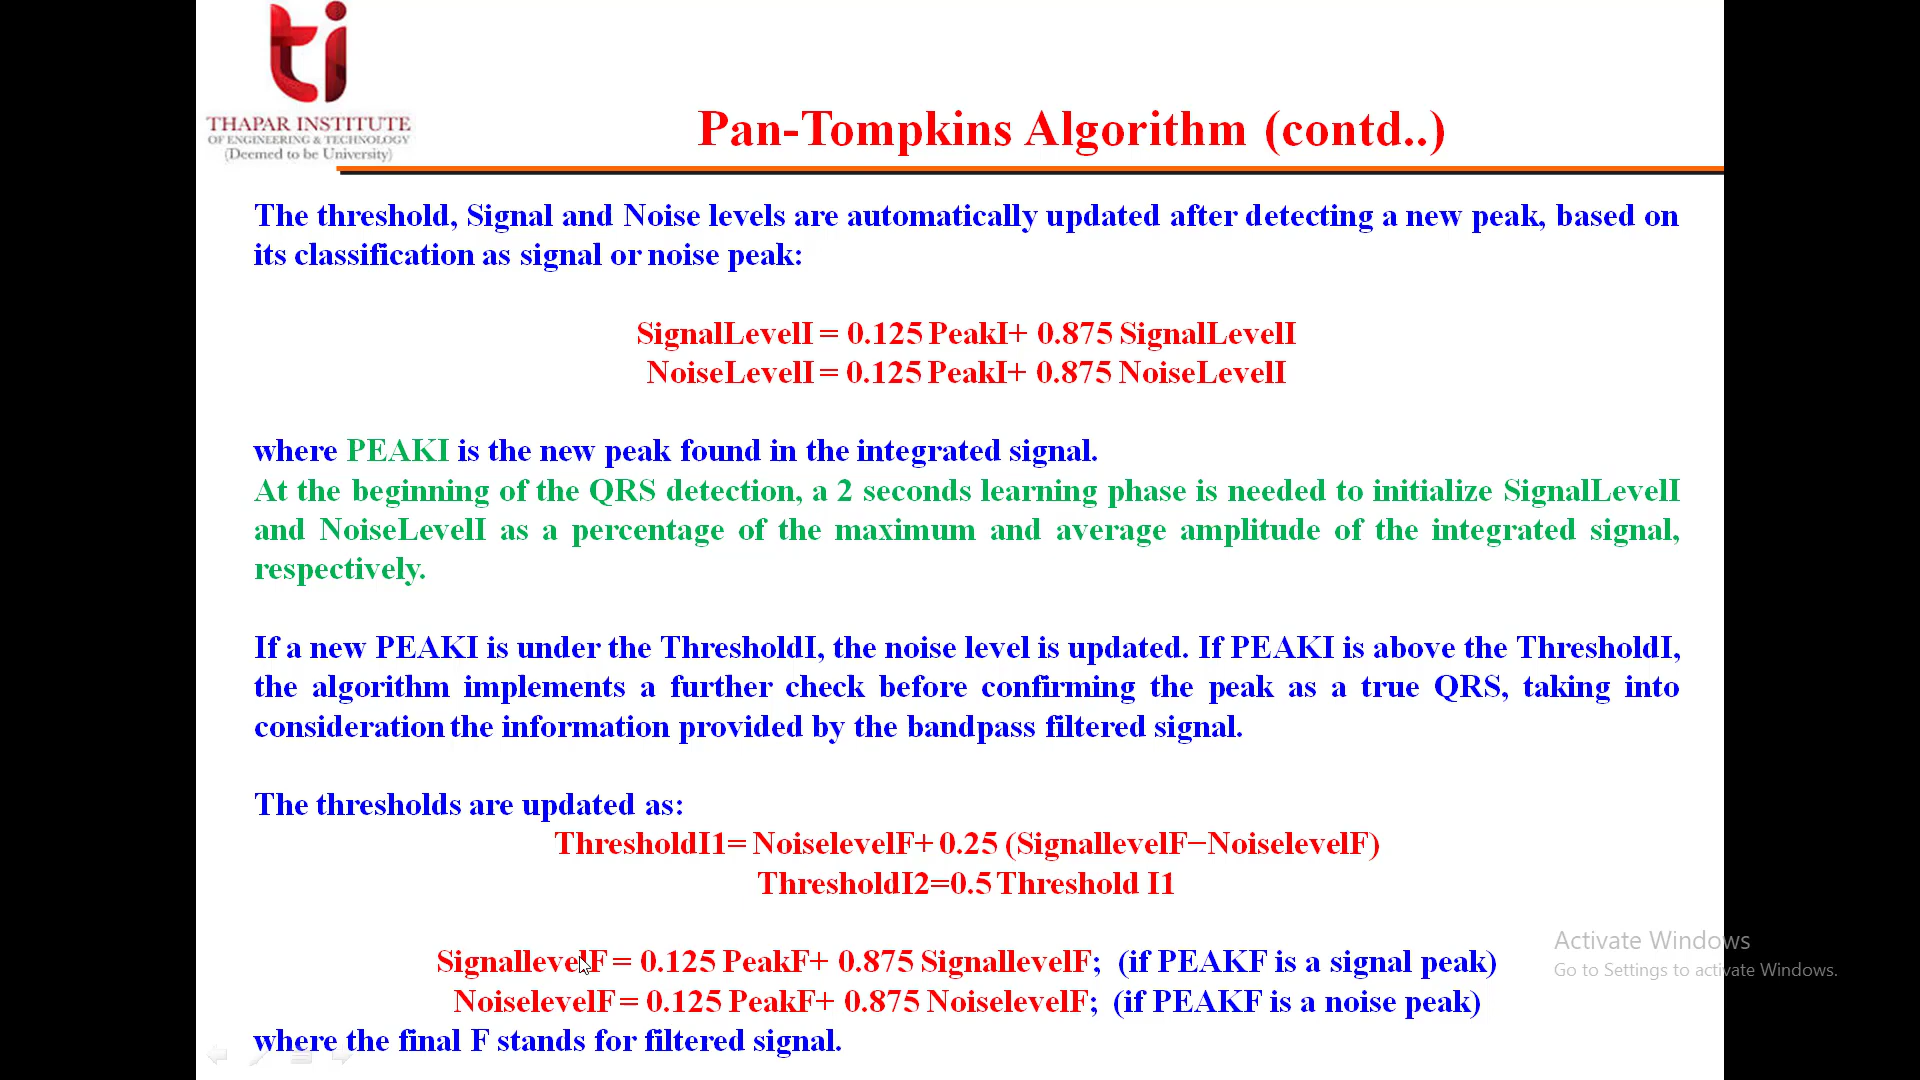 ti
THAPAR INSTITUTE
OF ENGINEERING & TECHNOLOGY
(Deemed to be University)
Pan-Tompkins Algorithm (contd..)
The threshold, Signal and Noise levels are automatically updated after detecting a new peak, based on
its classification as signal or noise peak:
SignalLevelI = 0.125 PeakI+ 0.875 SignalLevelI
NoiseLevelI = 0.125 PeakI+ 0.875 NoiseLevelI
where PEAKI is the new peak found in the integrated signal.
At the beginning of the QRS detection, a 2 seconds learning phase is needed to initialize SignalLevelI
and NoiseLevelI as a percentage of the maximum and average amplitude of the integrated signal,
respectively.
If a new PEAKI is under the ThresholdI, the noise level is updated. If PEAKI is above the ThresholdI,
the algorithm implements a further check before confirming the peak as a true QRS, taking into
consideration the information provided by the bandpass filtered signal.
The thresholds are updated as:
ThresholdI1= NoiselevelF+ 0.25 (SignallevelF−NoiselevelF)
ThresholdI2=0.5 Threshold I1
SignallevelF = 0.125 PeakF+ 0.875 SignallevelF; (if PEAKF is a signal peak)
NoiselevelF = 0.125 PeakF+ 0.875 NoiselevelF; (if PEAKF is a noise peak)
where the final F stands for filtered signal.
Activate Windows
Go to Settings to activate Windows.